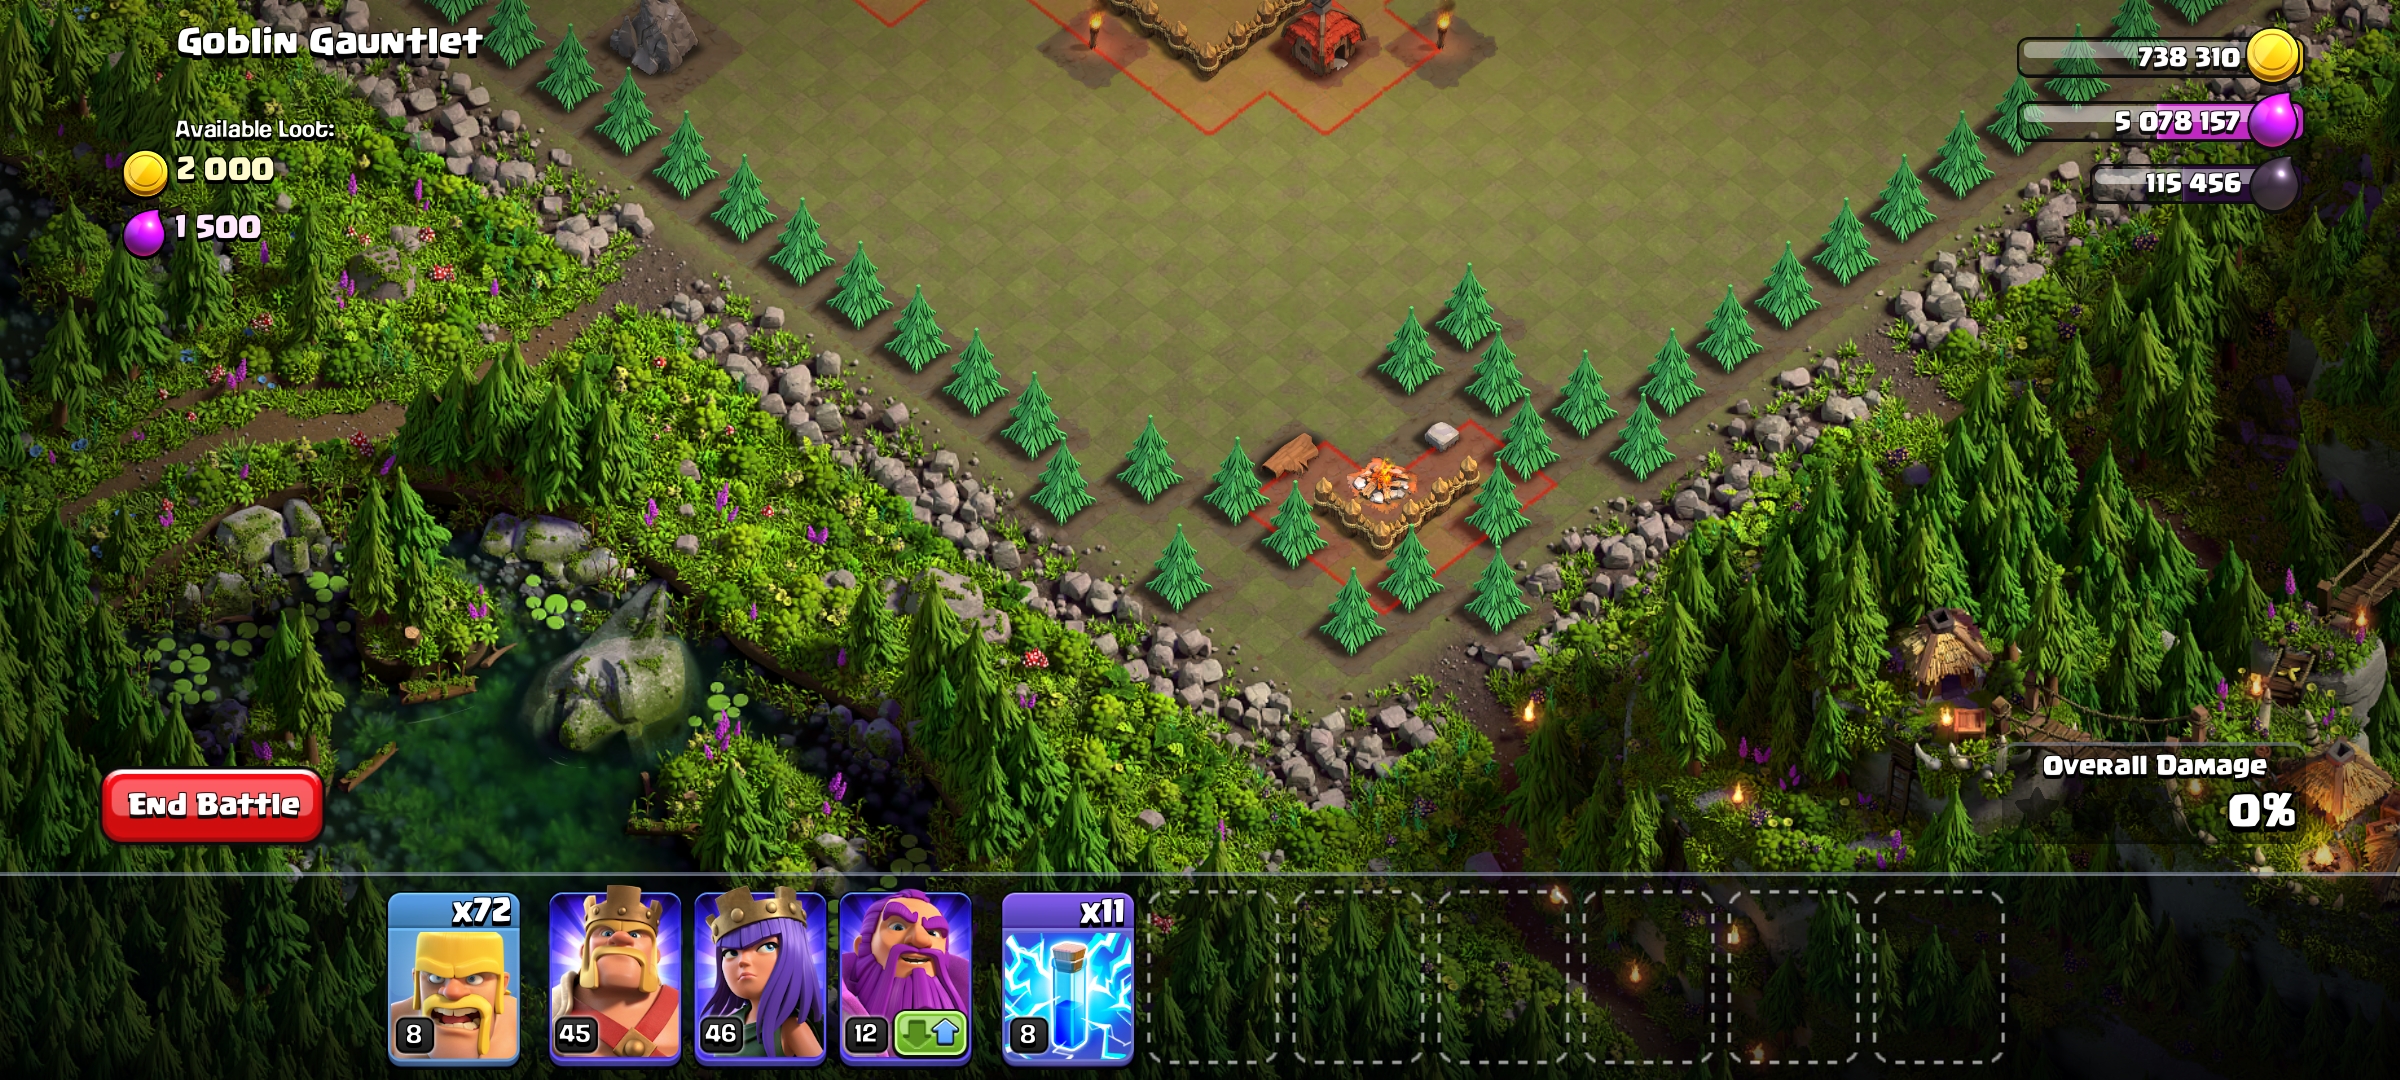 Goblin Gauntlet
Available Loot:
2 000
1 500
738 310
5 078 157
115 456
End Battle
Overall Damage
0%
x72
8
45
46
12
x11
8